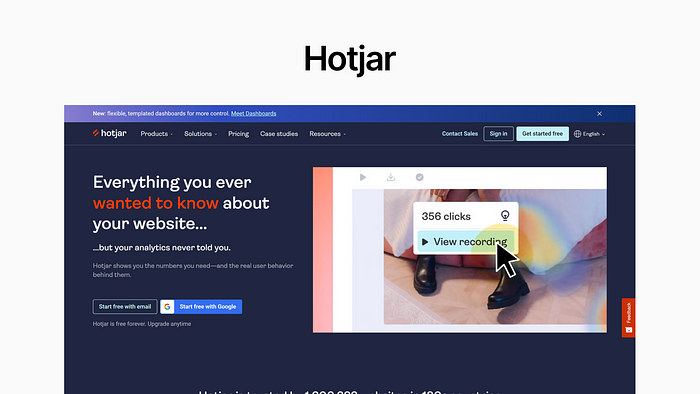 Hotjar
New: flexible, templated dashboards for more control. Meet Dashboards
hotjar Products Solutions Pricing Case studies Resources Contact Sales Sign in Get started free English
Everything you ever
wanted to know about
your website...
...but your analytics never told you.
Hotjar shows you the numbers you need—and the real user behavior
behind them.
Start free with email Start free with Google
Hotjar is free forever. Upgrade anytime
356 clicks
View recording
Feedback